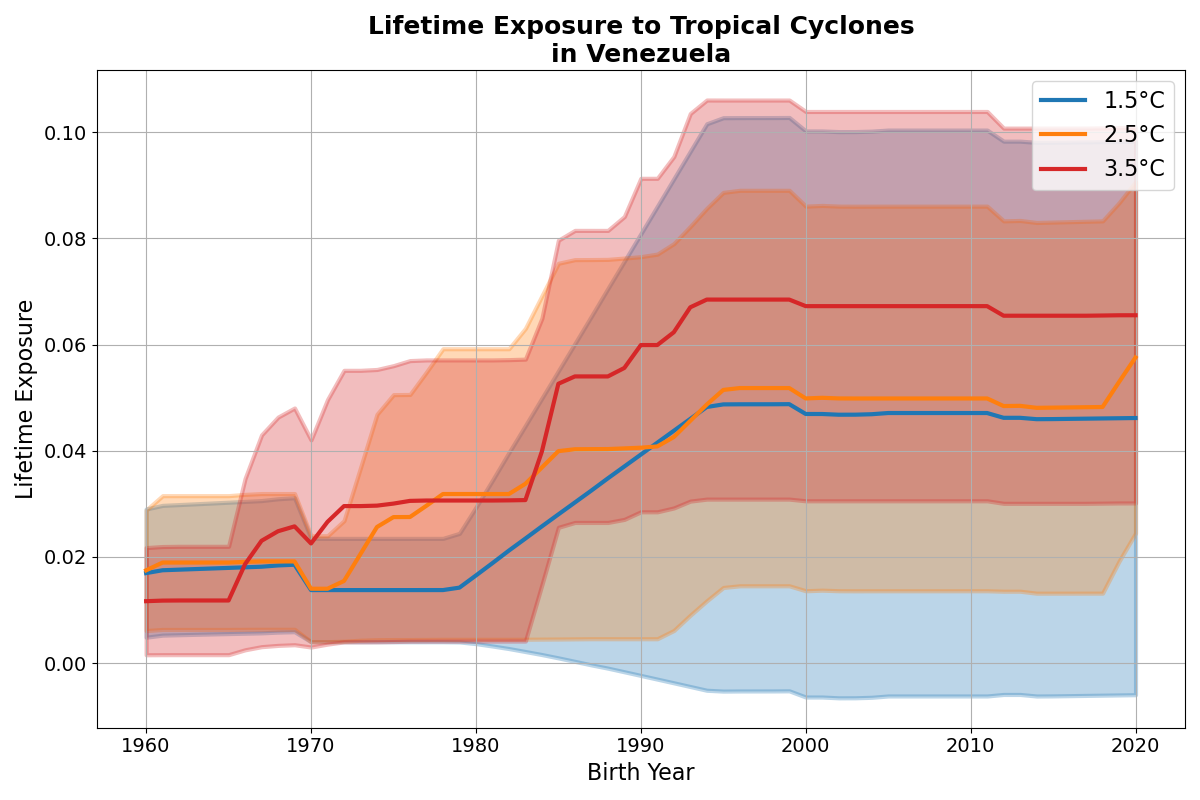 Lifetime Exposure to Tropical Cyclones
in Venezuela
1.5°C
2.5°C
3.5°C
Lifetime Exposure
0.10
0.08
0.06
0.04
0.02
0.00
1960 1970 1980 1990 2000 2010 2020
Birth Year